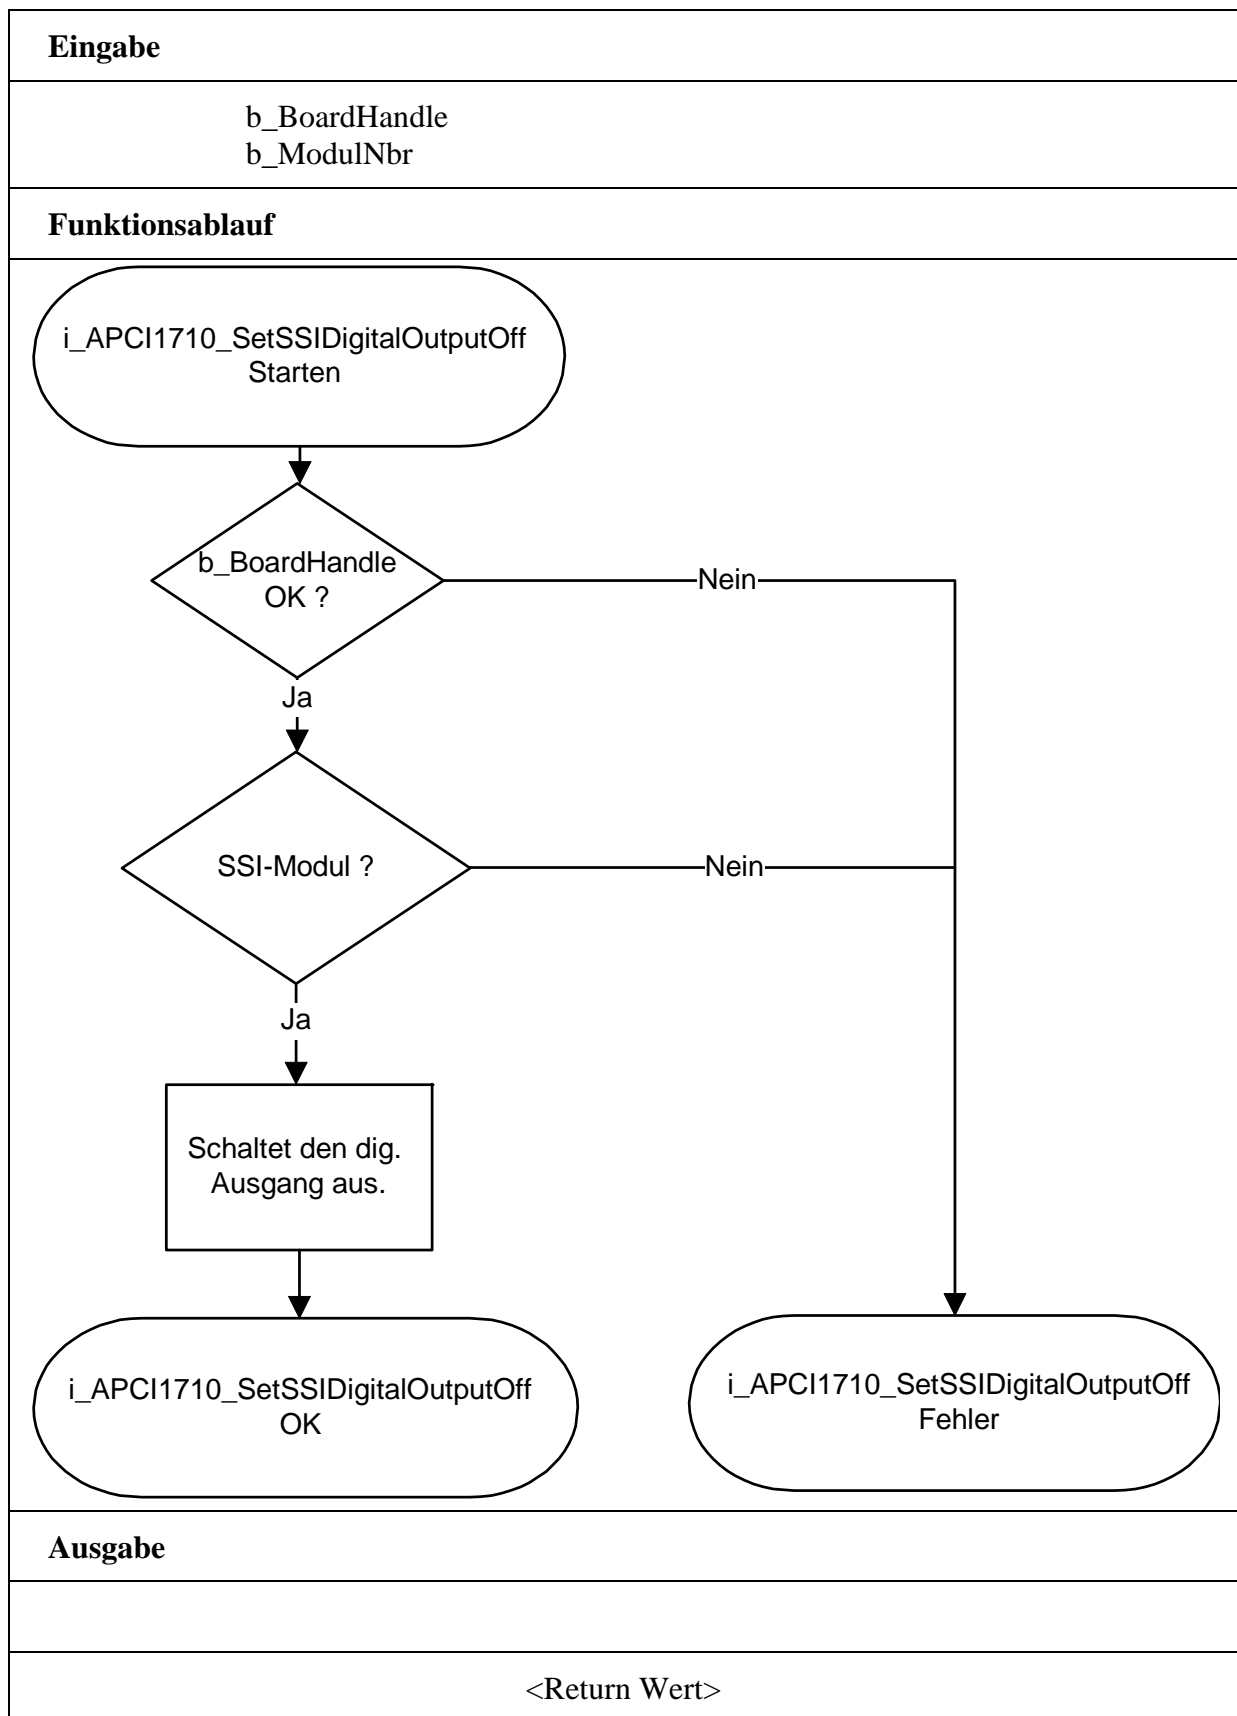 Eingabe
b_BoardHandle
b_ModulNbr
Funktionsablauf
i_APCI1710_SetSSIDigitalOutputOff
Starten
b_BoardHandle
OK ?
Nein
Ja
SSI-Modul ?
Nein
Ja
Schaltet den dig.
Ausgang aus.
i_APCI1710_SetSSIDigitalOutputOff
OK
i_APCI1710_SetSSIDigitalOutputOff
Fehler
Ausgabe
<Return Wert>